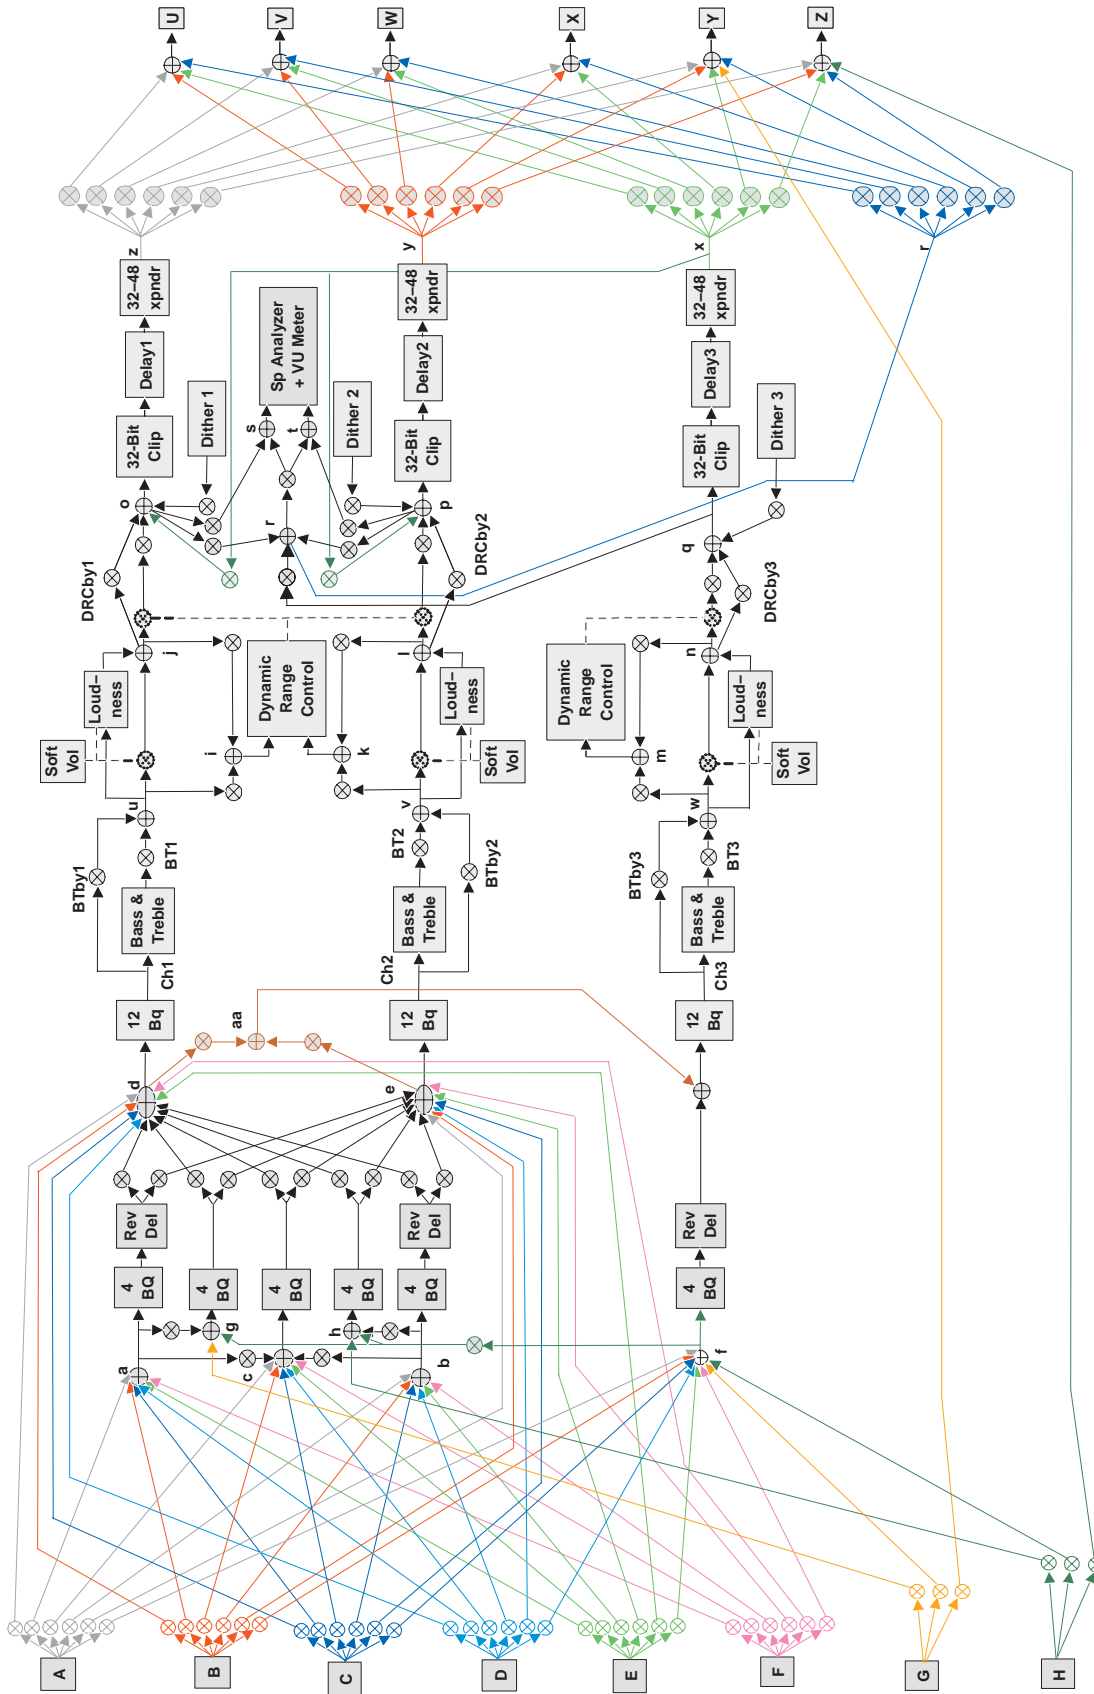 A
B
C
D
E
F
G
H
a
b
c
f
g
h
4
BQ
4
BQ
4
BQ
4
BQ
4
BQ
4
BQ
Rev
Del
Rev
Del
Rev
Del
d
e
aa
12
Bq
12
Bq
12
Bq
Ch1
Ch2
Ch3
Bass &
Treble
Bass &
Treble
Bass &
Treble
BTby1
BT1
BT2
BTby2
BTby3
BT3
u
v
w
Soft
Vol
Soft
Vol
Soft
Vol
Loud–
ness
Loud–
ness
Loud–
ness
i
j
k
l
m
n
Dynamic
Range
Control
Dynamic
Range
Control
DRCby1
DRCby2
DRCby3
o
r
p
q
s
t
Dither 1
Dither 2
Dither 3
32-Bit
Clip
32-Bit
Clip
32-Bit
Clip
Sp Analyzer
+ VU Meter
Delay1
Delay2
Delay3
32–48
xpndr
32–48
xpndr
32–48
xpndr
z
y
x
r
U
V
W
X
Y
Z